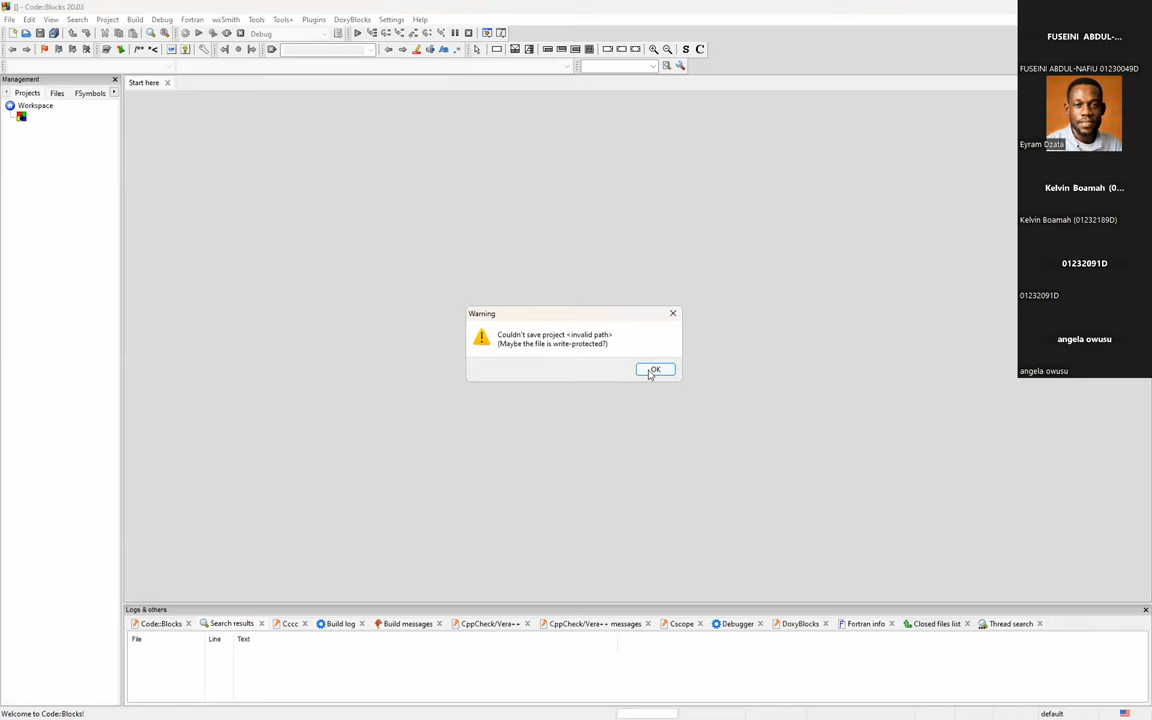 [] - Code::Blocks 20.03
File Edit View Search Project Build Debug Fortran wxSmith Tools Tools+ Plugins DoxyBlocks Settings Help
Debug
/** *<
S C
Management
Projects Files FSymbols
Workspace
Start here
Warning
Couldn't save project <invalid path>
(Maybe the file is write-protected?)
OK
FUSEINI ABDUL-...
FUSEINI ABDUL-NAFIU 01230049D
Eyram Dzata
Kelvin Boamah (0...
Kelvin Boamah (01232189D)
01232091D
01232091D
angela owusu
angela owusu
Logs & others
Code::Blocks Search results Cccc Build log Build messages CppCheck/Vera++ CppCheck/Vera++ messages Cscope Debugger DoxyBlocks Fortran info Closed files list Thread search
File Line Text
Welcome to Code::Blocks!
default